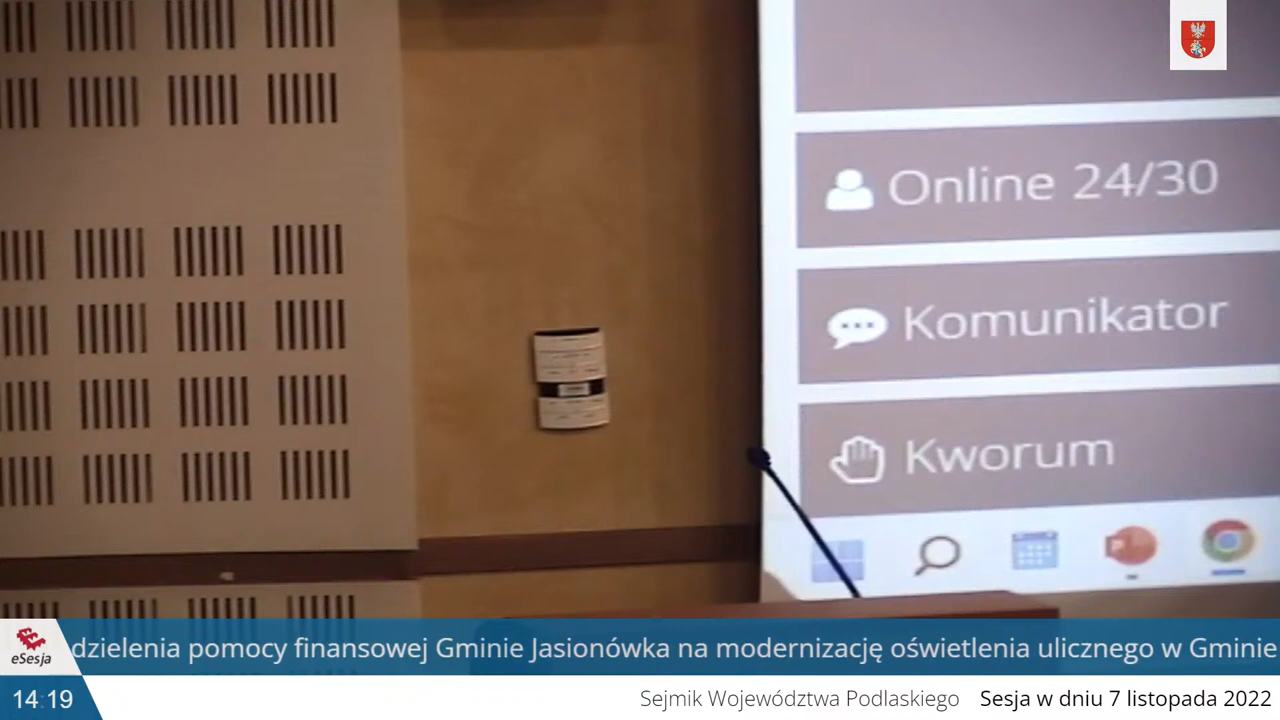 Online 24/30
Komunikator
Kworum
eSesja
dzielenia pomocy finansowej Gminie Jasionówka na modernizację oświetlenia ulicznego w Gminie
14:19
Sejmik Województwa Podlaskiego Sesja w dniu 7 listopada 2022